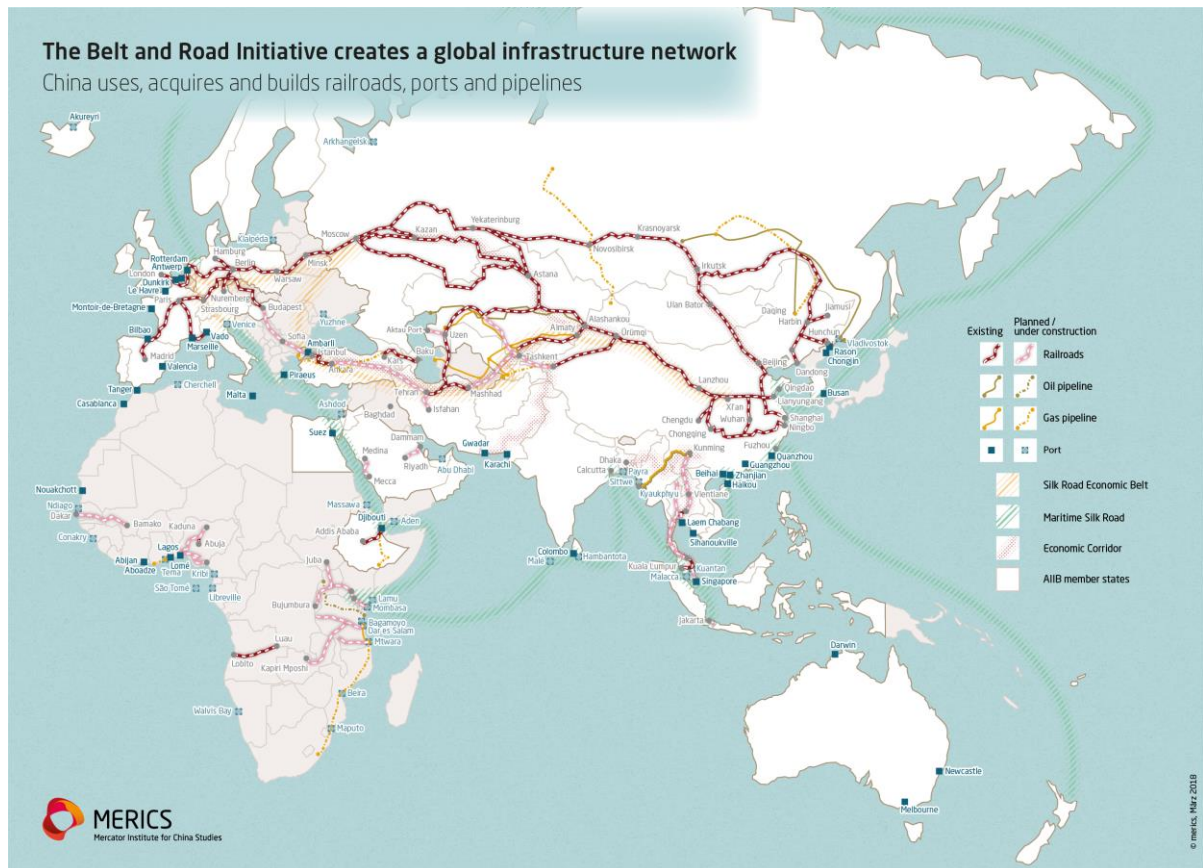 The Belt and Road Initiative creates a global infrastructure network
China uses, acquires and builds railroads, ports and pipelines
Akureyri
Arkhangelsk
Klaipėda
Moscow
Kazan
Yekaterinburg
Novosibirsk
Krasnoyarsk
Irkutsk
Rotterdam
Antwerp
Hamburg
Berlin
London
Dunkirk
Le Havre
Paris
Warsaw
Minsk
Nuremberg
Strasbourg
Budapest
Montoir-de-Bretagne
Bilbao
Madrid
Valencia
Marseille
Vado
Venice
Sofia
Yuzhne
Ambarli
Istanbul
Ankara
Kars
Baku
Aktau Port
Uzen
Astana
Almaty
Alashankou
Ürümqi
Tashkent
Ulan Bator
Daqing
Harbin
Jiamusi
Hunchun
Vladivostok
Rason
Chongjin
Dandong
Beijing
Qingdao
Lianyungang
Busan
Lanzhou
Xi'an
Wuhan
Shanghai
Ningbo
Chengdu
Chongqing
Fuzhou
Quanzhou
Guangzhou
Zhanjian
Haikou
Beihai
Kunming
Tanger
Casablanca
Cherchell
Malta
Piraeus
Tehran
Mashhad
Isfahan
Ashdod
Baghdad
Suez
Dammam
Medina
Riyadh
Mecca
Abu Dhabi
Gwadar
Karachi
Dhaka
Calcutta
Payra
Sittwe
Kyaukphyu
Vientiane
Laem Chabang
Sihanoukville
Nouakchott
Ndiago
Dakar
Bamako
Conakry
Kaduna
Abuja
Lagos
Lomé
Abijan
Aboadze
Tema
Kribi
São Tomé
Libreville
Massawa
Djibouti
Aden
Addis Ababa
Juba
Bujumbura
Lamu
Mombasa
Bagamoyo
Dar es Salam
Mtwara
Luau
Lobito
Kapiri Mposhi
Walvis Bay
Beira
Maputo
Colombo
Hambantota
Malé
Kuala Lumpul
Malacca
Kuantan
Singapore
Jakarta
Darwin
Newcastle
Melbourne
Existing
Planned /
under construction
Railroads
Oil pipeline
Gas pipeline
Port
Silk Road Economic Belt
Maritime Silk Road
Economic Corridor
AIIB member states
MERICS
Mercator Institute for China Studies
© merics, März 2018